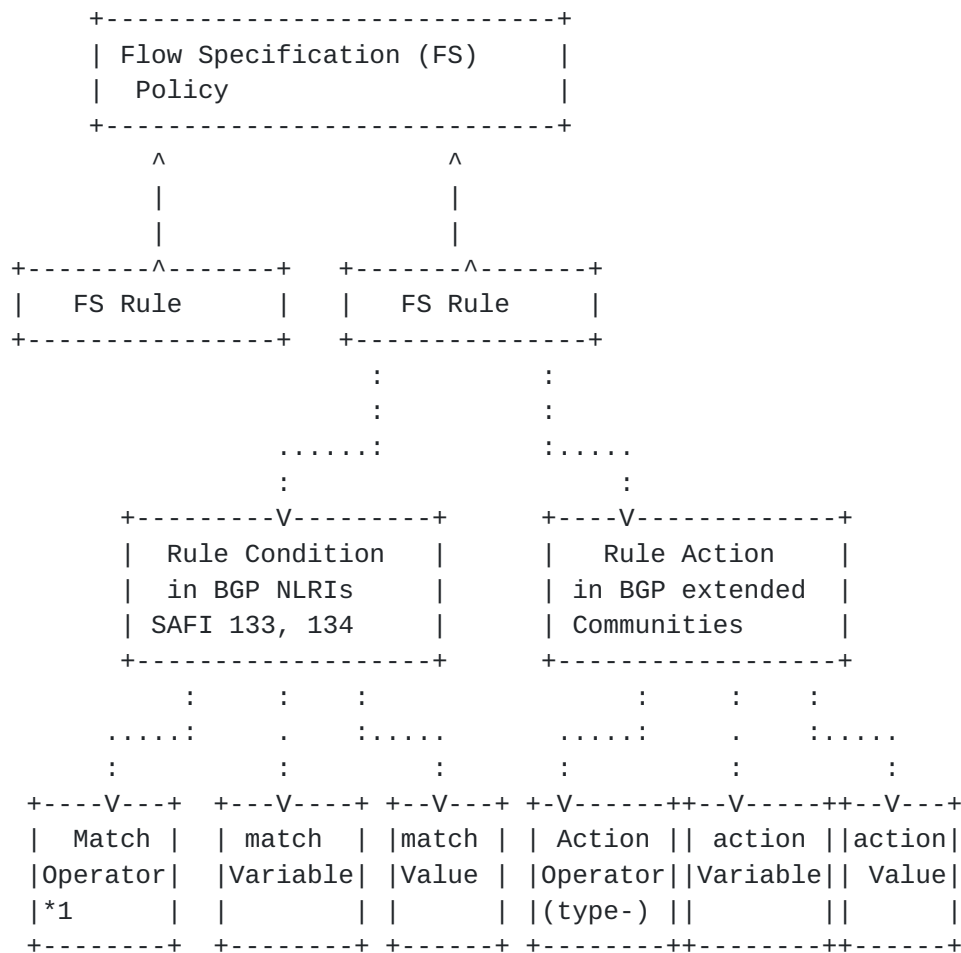 Flow Specification (FS)
Policy
FS Rule FS Rule
Rule Condition Rule Action
in BGP NLRIs in BGP extended
SAFI 133, 134 Communities
Match match match Action action action
Operator Variable Value Operator Variable Value
*1 (type-)